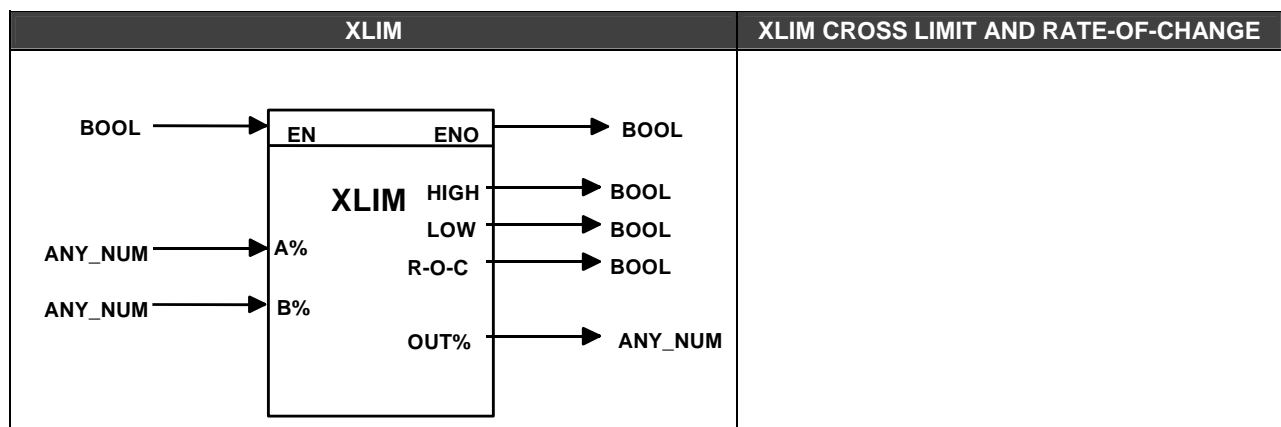 XLIM XLIM CROSS LIMIT AND RATE-OF-CHANGE
BOOL EN ENO BOOL
XLIM HIGH BOOL
LOW BOOL
ANY_NUM A% R-O-C BOOL
ANY_NUM B%
OUT% ANY_NUM